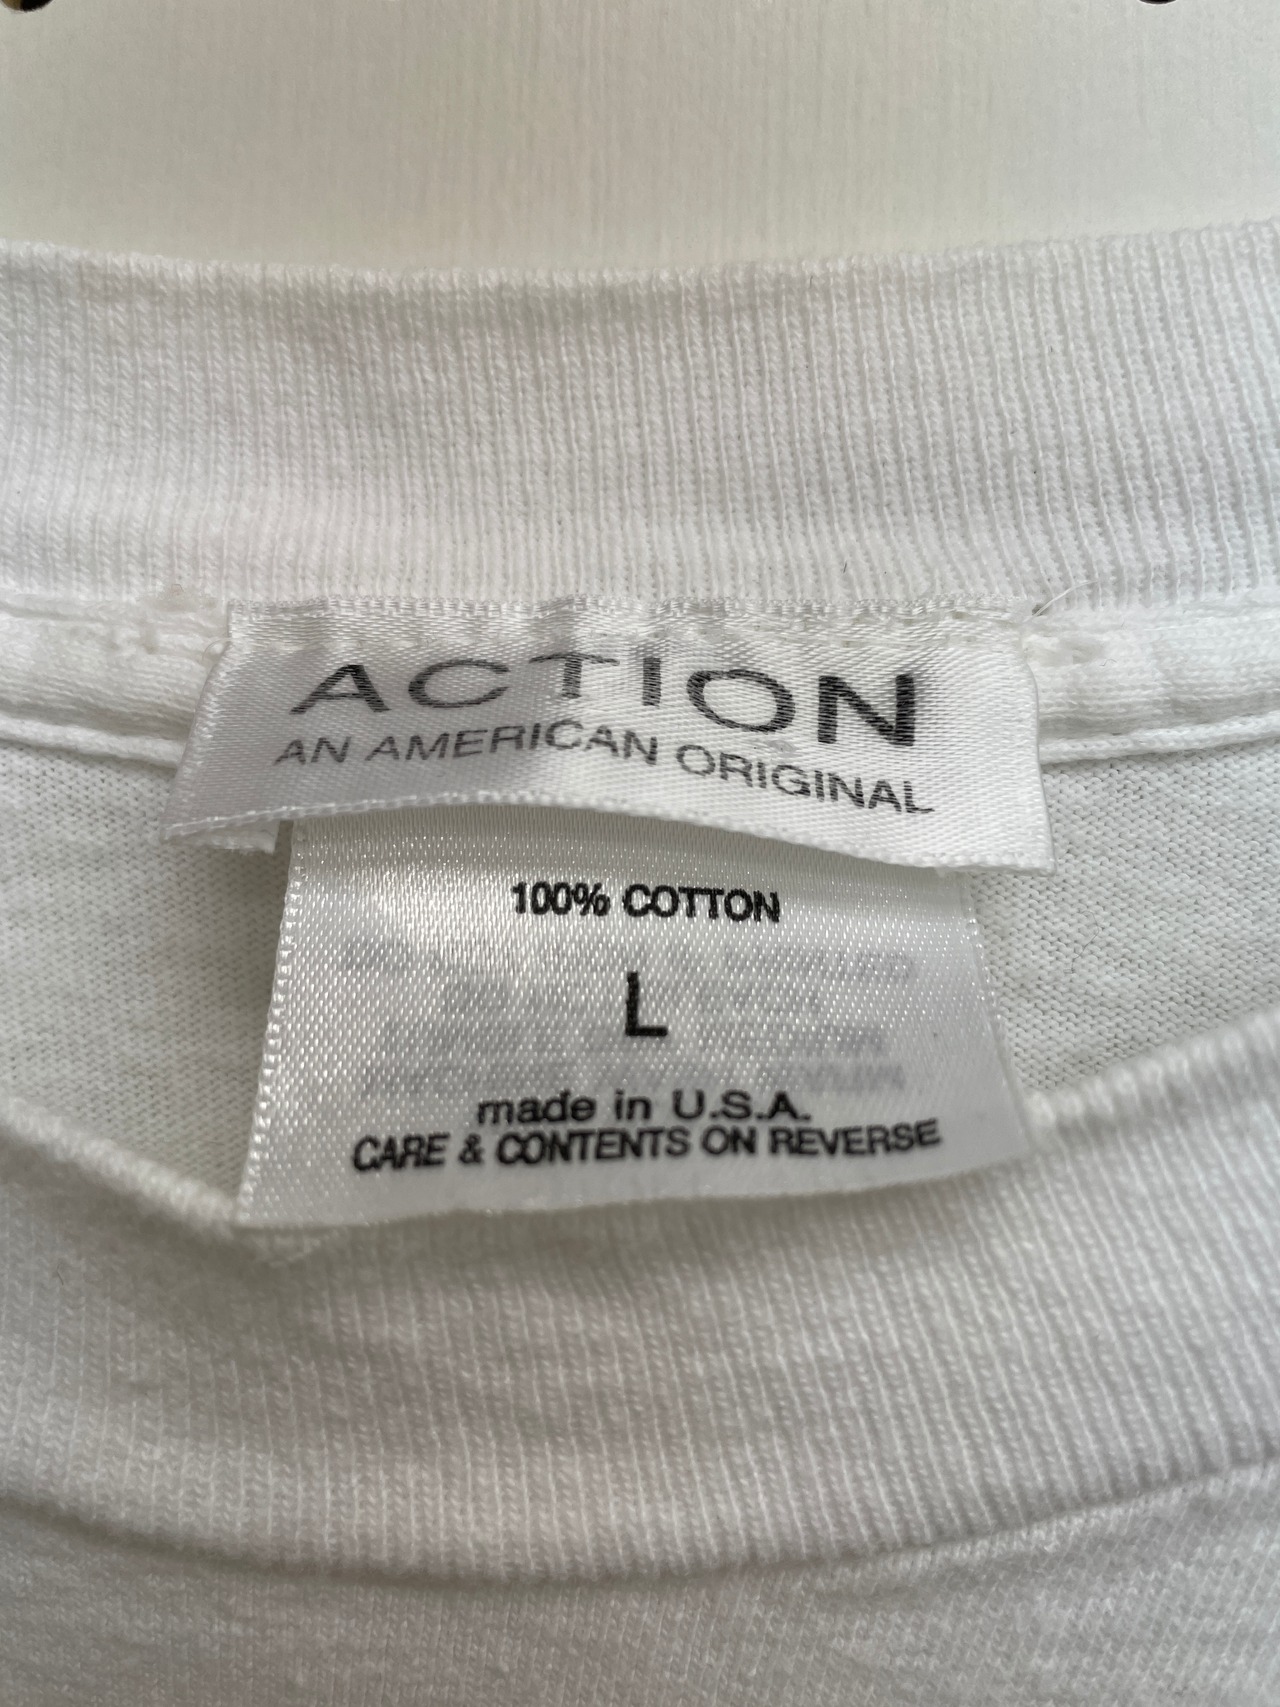 ACTION
AN AMERICAN ORIGINAL
100% COTTON
L
made in U.S.A.
CARE & CONTENTS ON REVERSE